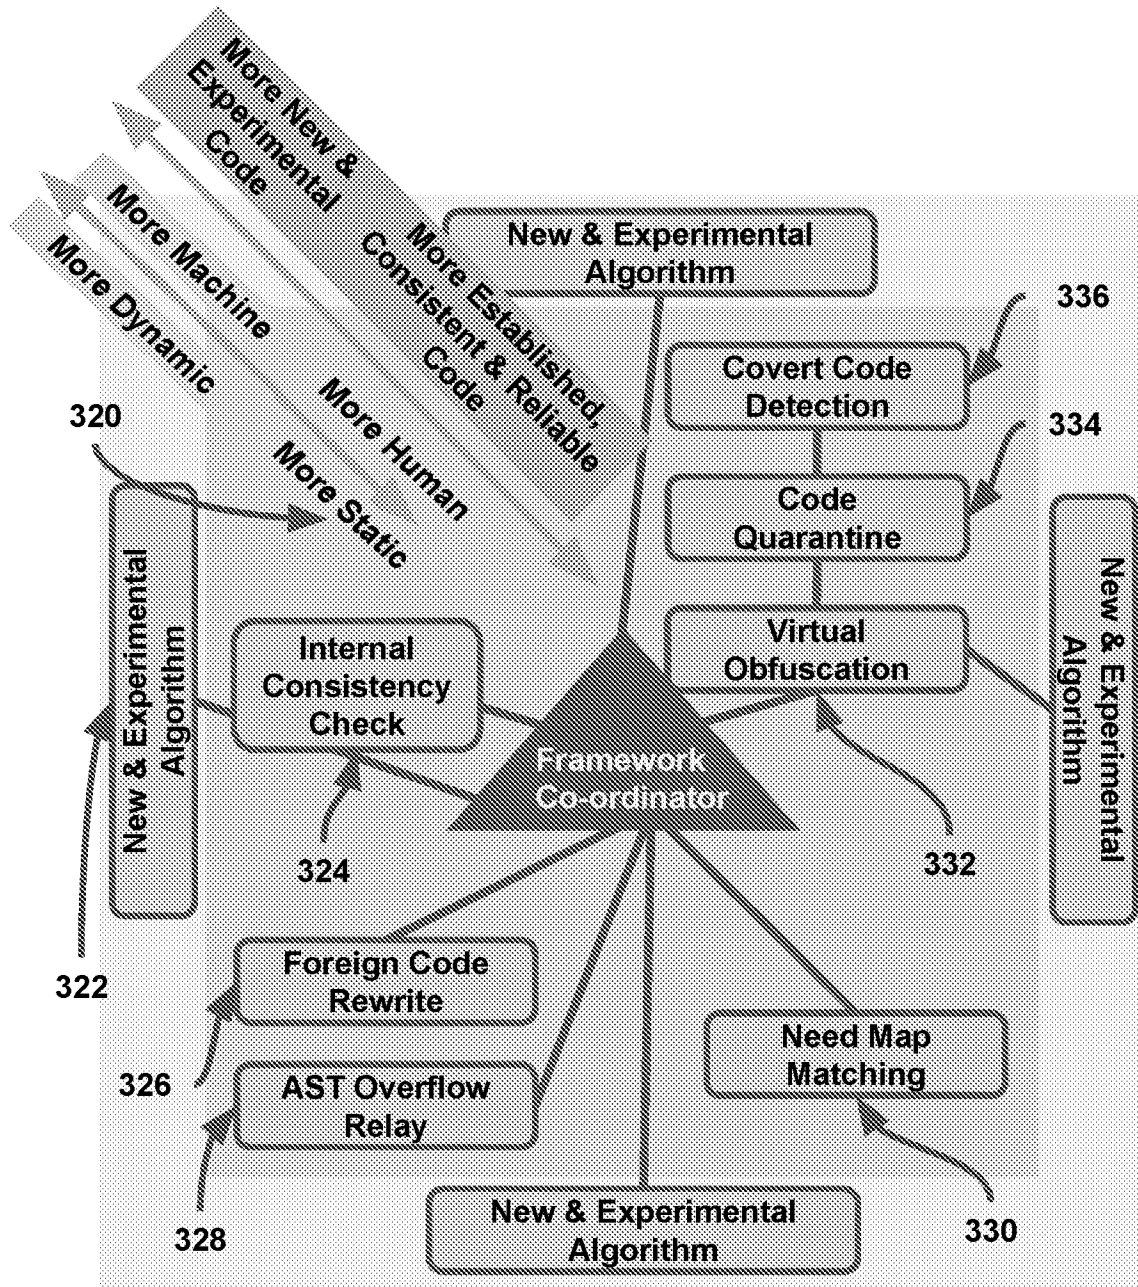 More New &
Experimental
Code
More Established,
Consistent & Reliable
Code
More Machine
More Human
More Dynamic
More Static
New & Experimental
Algorithm
336
Covert Code
Detection
334
320
Code
Quarantine
New & Experimental
Algorithm
New & Experimental
Algorithm
Internal
Consistency
Check
Virtual
Obfuscation
Framework
Co-ordinator
324
332
322
Foreign Code
Rewrite
326
Need Map
Matching
AST Overflow
Relay
328
330
New & Experimental
Algorithm